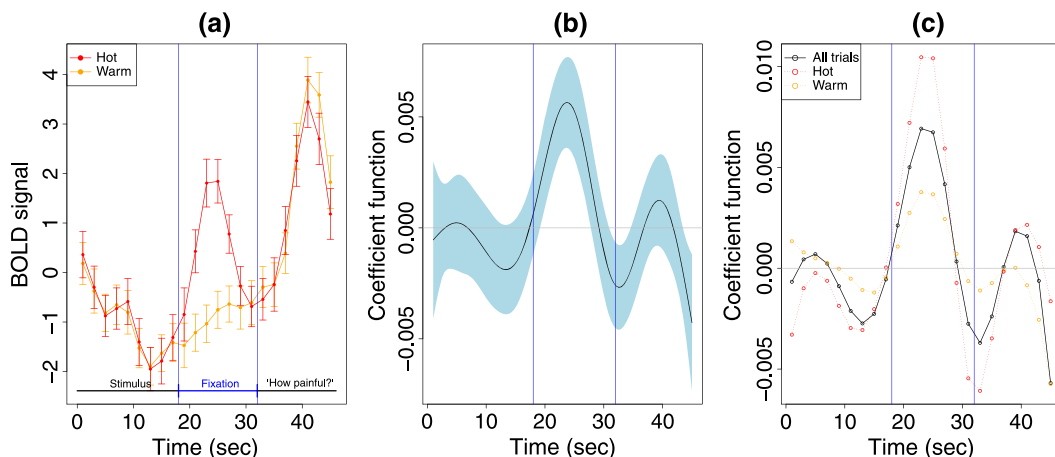 (a)
Hot
Warm
BOLD signal
4
3
2
1
0
−1
−2
Stimulus
Fixation
'How painful?'
0
10
20
30
40
Time (sec)
(b)
Coefficient function
0.005
0.000
−0.005
0
10
20
30
40
Time (sec)
(c)
All trials
Hot
Warm
Coefficient function
0.010
0.005
0.000
−0.005
0
10
20
30
40
Time (sec)